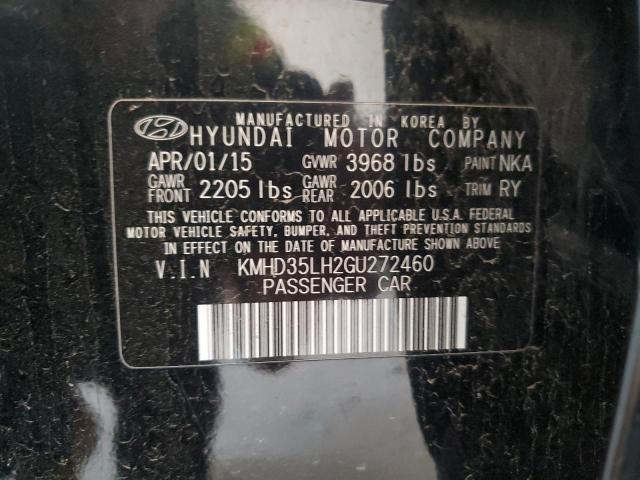 MANUFACTURED IN KOREA BY
HYUNDAI MOTOR COMPANY
APR/01/15 GVWR 3968 lbs PAINT NKA
GAWR FRONT 2205 lbs GAWR REAR 2006 lbs TRIM RY
THIS VEHICLE CONFORMS TO ALL APPLICABLE U.S.A. FEDERAL
MOTOR VEHICLE SAFETY, BUMPER, AND THEFT PREVENTION STANDARDS
IN EFFECT ON THE DATE OF MANUFACTURE SHOWN ABOVE.
V.I.N KMHD35LH2GU272460
PASSENGER CAR